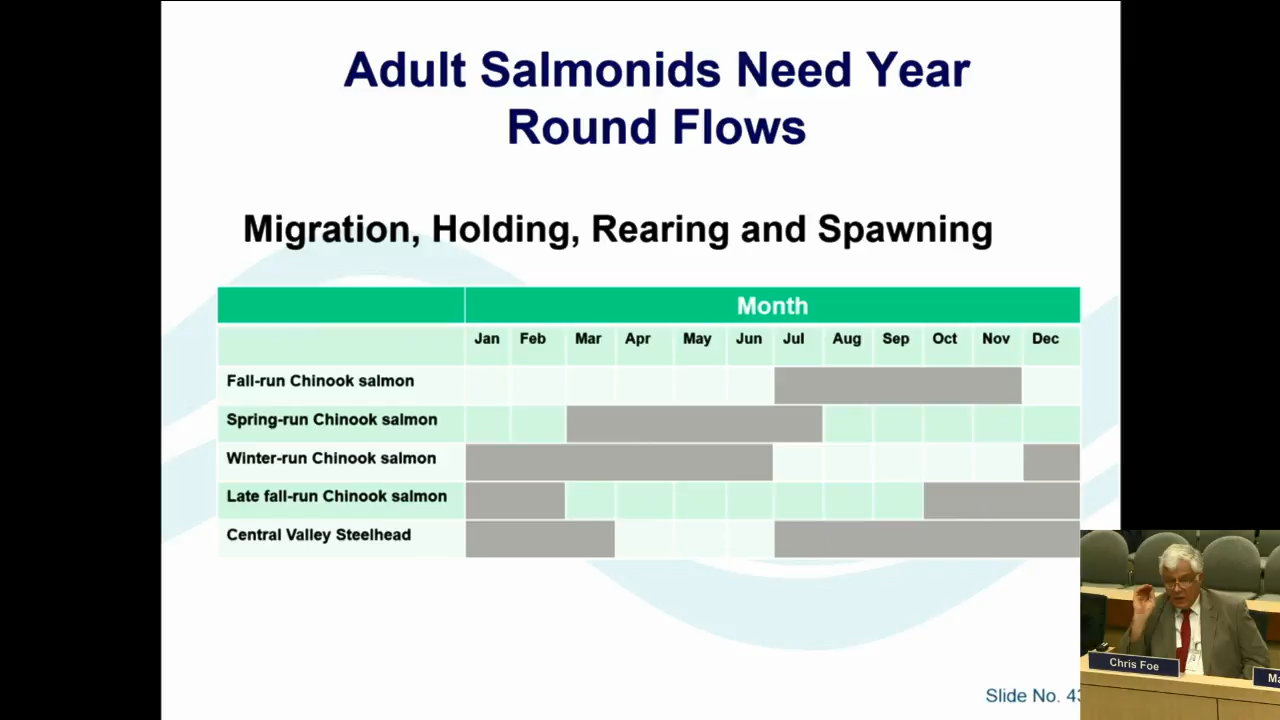 Adult Salmonids Need Year
Round Flows
Migration, Holding, Rearing and Spawning
Month
Jan Feb Mar Apr May Jun Jul Aug Sep Oct Nov Dec
Fall-run Chinook salmon
Spring-run Chinook salmon
Winter-run Chinook salmon
Late fall-run Chinook salmon
Central Valley Steelhead
Chris Foe
Slide No.